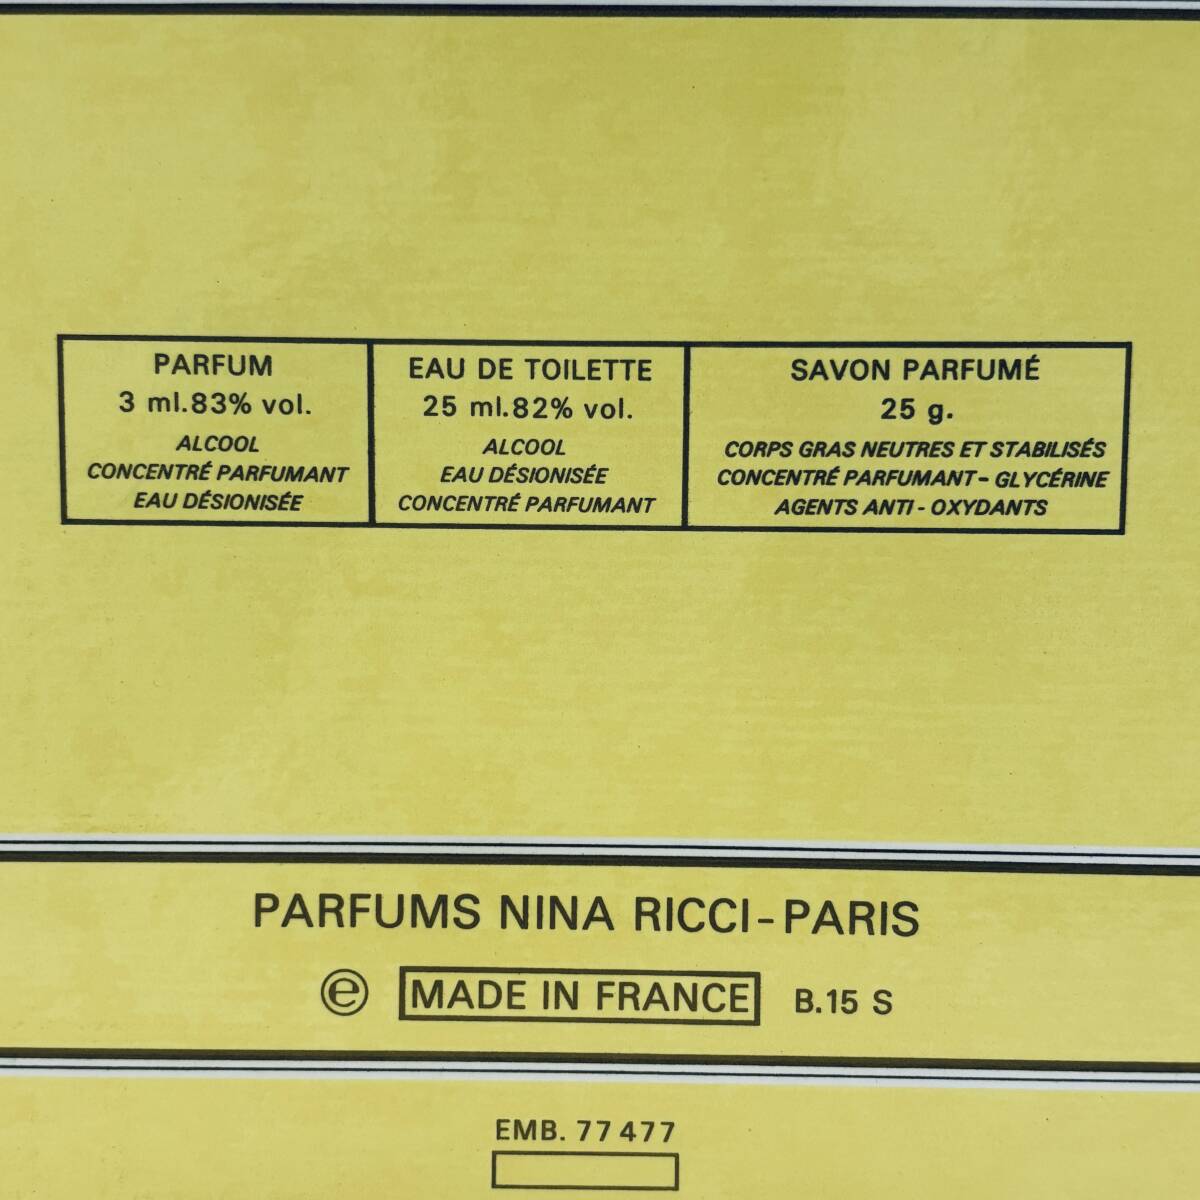 PARFUM
3 ml.83% vol.
ALCOOL
CONCENTRÉ PARFUMANT
EAU DÉSIONISÉE
EAU DE TOILETTE
25 ml.82% vol.
ALCOOL
EAU DÉSIONISÉE
CONCENTRÉ PARFUMANT
SAVON PARFUMÉ
25 g.
CORPS GRAS NEUTRES ET STABILISÉS
CONCENTRÉ PARFUMANT - GLYCÉRINE
AGENTS ANTI - OXYDANTS
PARFUMS NINA RICCI - PARIS
℮ MADE IN FRANCE B.15 S
EMB. 77 477